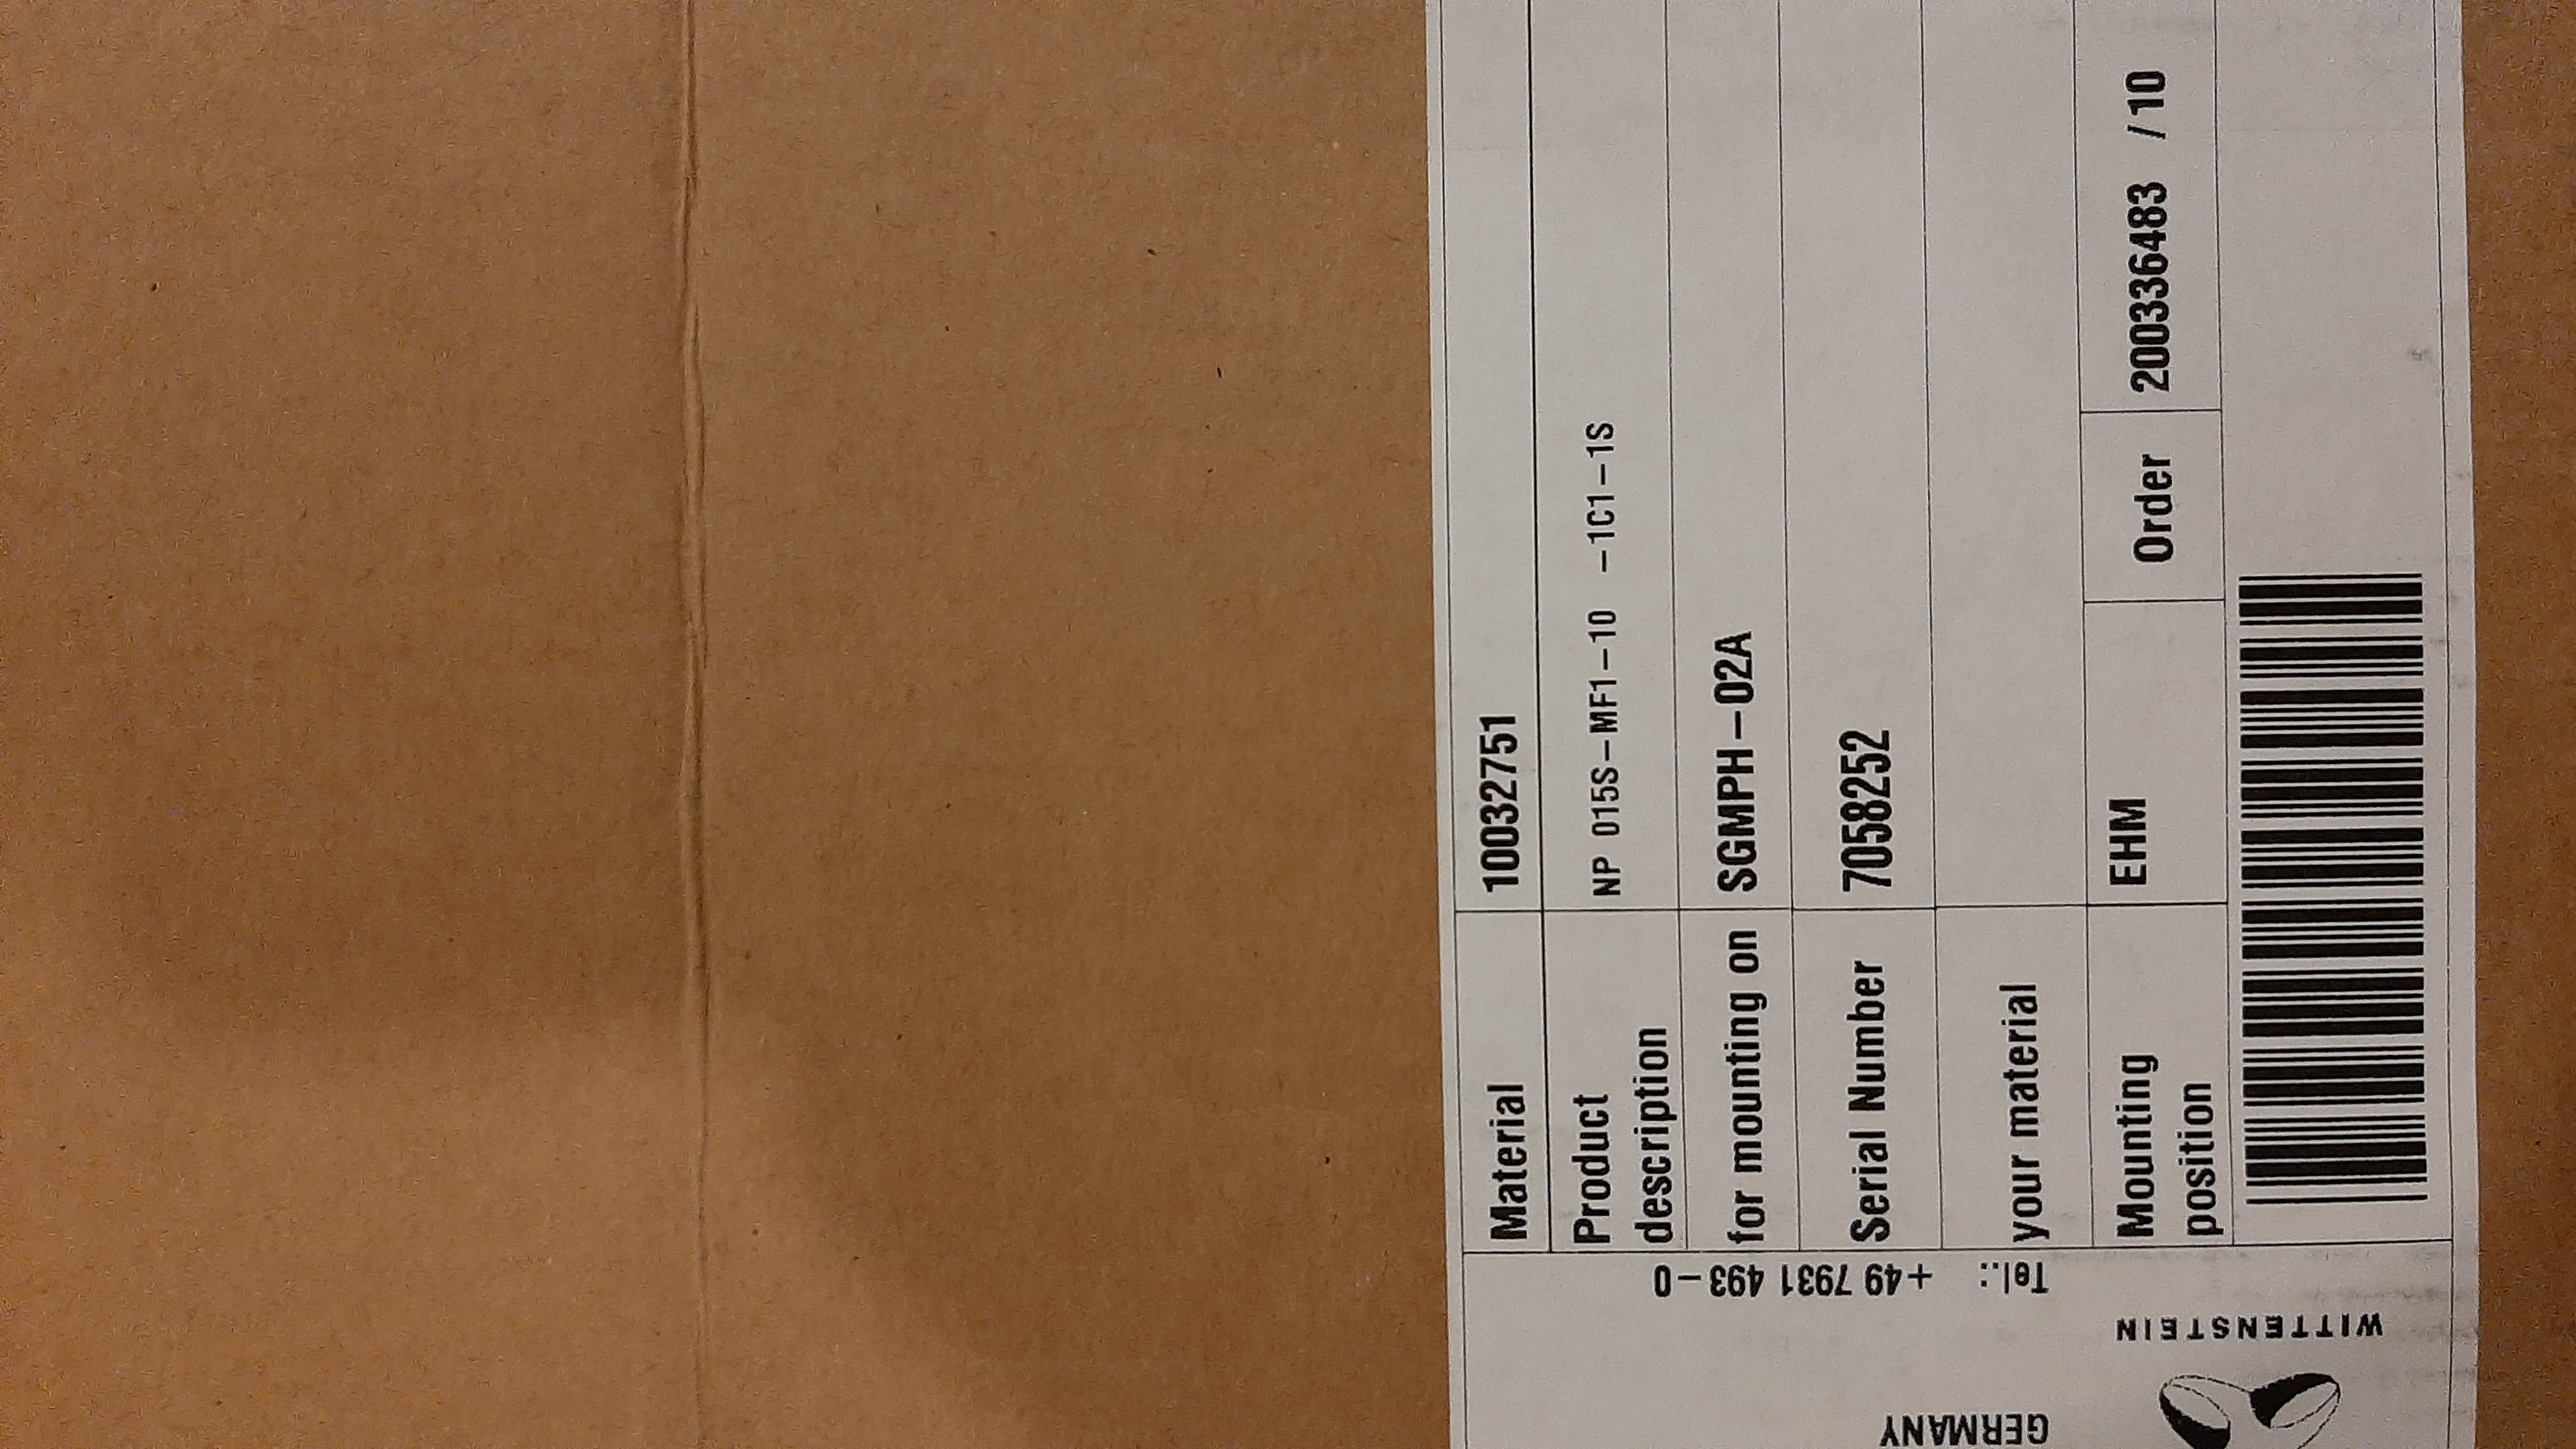 Material 10032751
Product description NP 015S-MF1-10 -1C1-1S
for mounting on SGMPH-02A
Serial Number 7058252
your material
Mounting position EHM Order 200336483 /10
WITTENSTEIN
Tel.: +49 7931 493-0
GERMANY